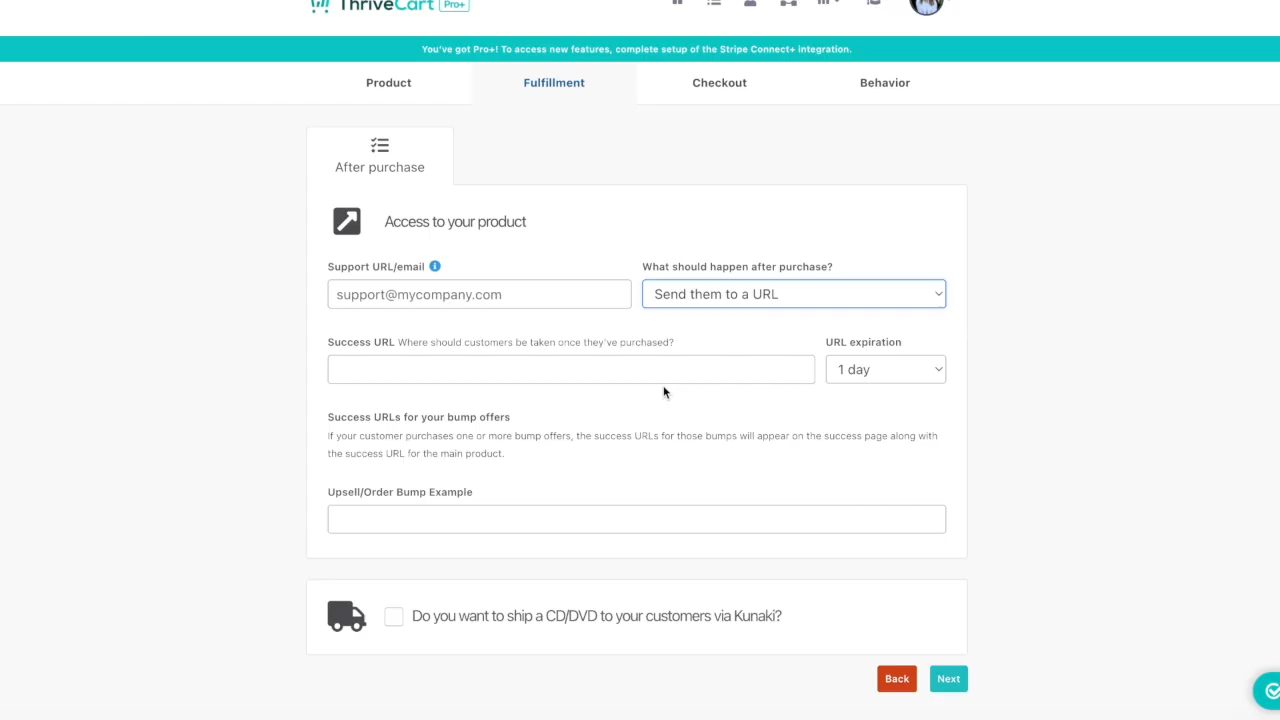 ThriveCart Pro+
You've got Pro+! To access new features, complete setup of the Stripe Connect+ integration.
Product
Fulfillment
Checkout
Behavior
After purchase
Access to your product
Support URL/email
What should happen after purchase?
support@mycompany.com
Send them to a URL
Success URL Where should customers be taken once they've purchased?
URL expiration
1 day
Success URLs for your bump offers
If your customer purchases one or more bump offers, the success URLs for those bumps will appear on the success page along with
the success URL for the main product.
Upsell/Order Bump Example
Do you want to ship a CD/DVD to your customers via Kunaki?
Back
Next